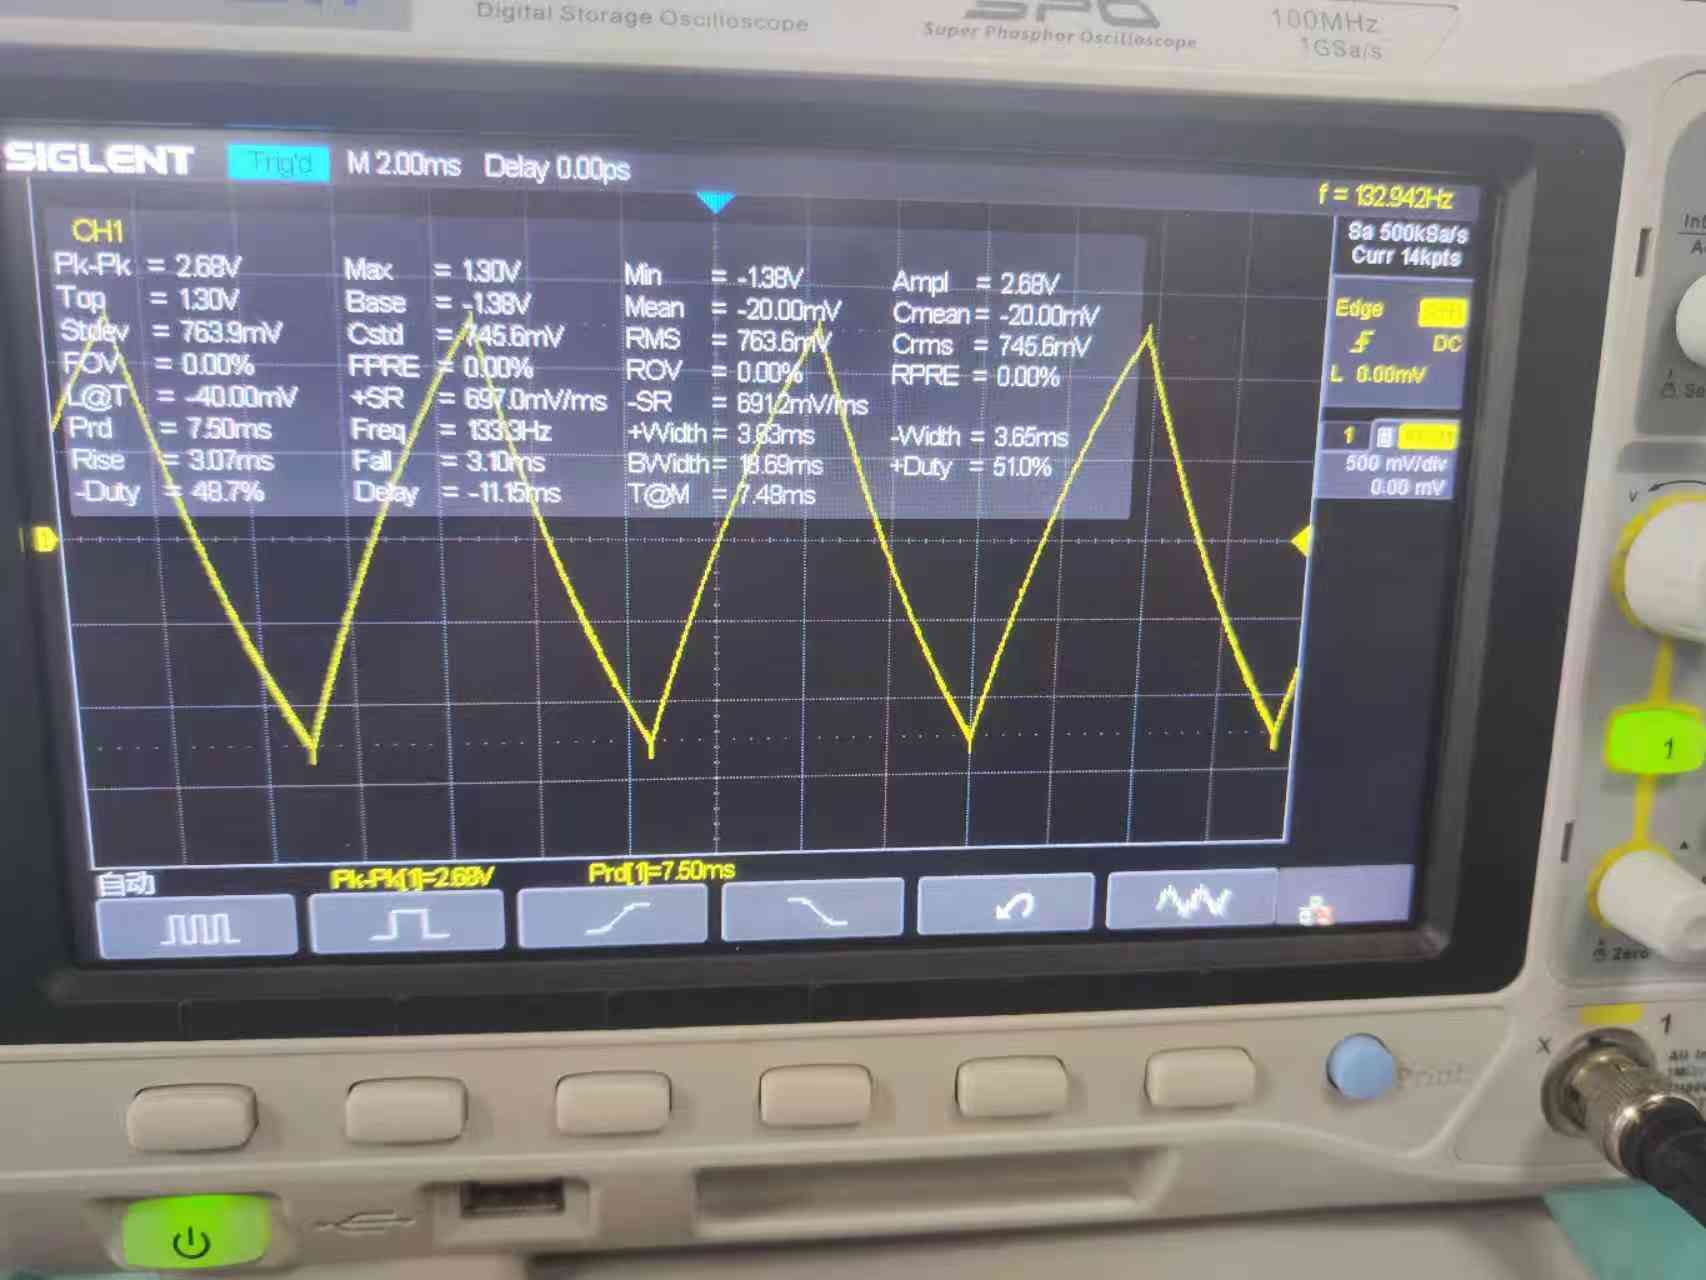 Digital Storage Oscilloscope
SPO
Super Phosphor Oscilloscope
100MHz
1GSa/s
SIGLENT Trig'd M 2.00ms Delay 0.00ps
f = 132.942Hz
Sa 500kSa/s
Curr 14kpts
CH1
Pk-Pk = 2.68V Max = 1.30V Min = -1.38V Ampl = 2.68V
Top = 1.30V Base = -1.38V Mean = -20.00mV Cmean = -20.00mV
Stdev = 763.9mV Cstd = 745.6mV RMS = 763.6mV Crms = 745.6mV
FOV = 0.00% FPRE = 0.00% ROV = 0.00% RPRE = 0.00%
L@T = -40.00mV +SR = 697.0mV/ms -SR = 691.2mV/ms
Prd = 7.50ms Freq = 133.3Hz +Width = 3.83ms -Width = 3.65ms
Rise = 3.07ms Fall = 3.10ms BWidth = 18.69ms +Duty = 51.0%
-Duty = 48.7% Delay = -11.15ms T@M = 7.48ms
Edge
DC
L 0.00mV
1
500 mV/div
0.00 mV
1
自动 Pk-Pk[1]=2.68V Prd[1]=7.50ms
1
Zero
1
X
Print